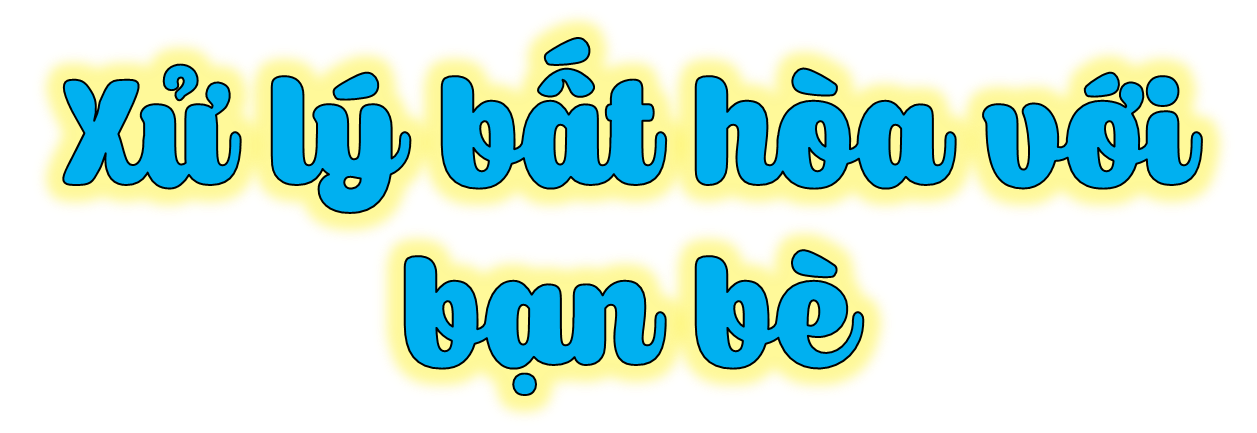 Xử lý bất hòa với
bạn bè